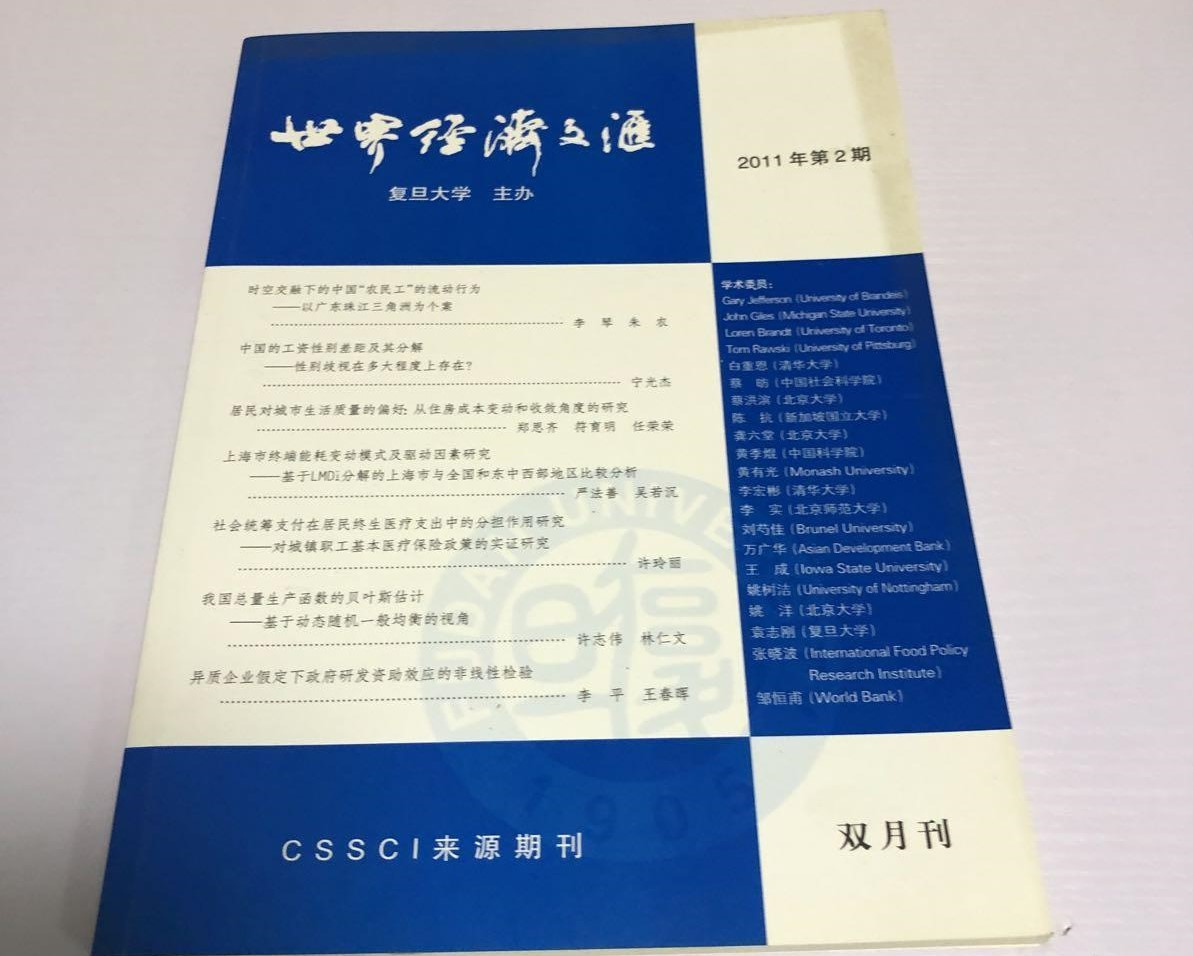 世界经济文汇
复旦大学 主办
2011年第2期
时空交融下的中国“农民工”的流动行为
——以广东珠江三角洲为个案
李琴 朱农
中国的工资性别差距及其分解
——性别歧视在多大程度上存在?
宁光杰
居民对城市生活质量的偏好: 从住房成本变动和收敛角度的研究
郑思齐 符育明 任荣荣
上海市终端能耗变动模式及驱动因素研究
——基于LMDi分解的上海市与全国和东中西部地区比较分析
严法善 吴若沉
社会统筹支付在居民终生医疗支出中的分担作用研究
——对城镇职工基本医疗保险政策的实证研究
许玲丽
我国总量生产函数的贝叶斯估计
——基于动态随机一般均衡的视角
许志伟 林仁文
异质企业假定下政府研发资助效应的非线性检验
李平 王春晖
学术委员:
Gary Jefferson (University of Brandeis)
John Giles (Michigan State University)
Loren Brandt (University of Toronto)
Tom Rawski (University of Pittsburg)
白重恩 (清华大学)
蔡昉 (中国社会科学院)
蔡洪滨 (北京大学)
陈抗 (新加坡国立大学)
龚六堂 (北京大学)
黄季焜 (中国科学院)
黄有光 (Monash University)
李宏彬 (清华大学)
李实 (北京师范大学)
刘芍佳 (Brunel University)
万广华 (Asian Development Bank)
王成 (Iowa State University)
姚树洁 (University of Nottingham)
姚洋 (北京大学)
袁志刚 (复旦大学)
张晓波 (International Food Policy
Research Institute)
邹恒甫 (World Bank)
1905
CSSCI来源期刊
双月刊